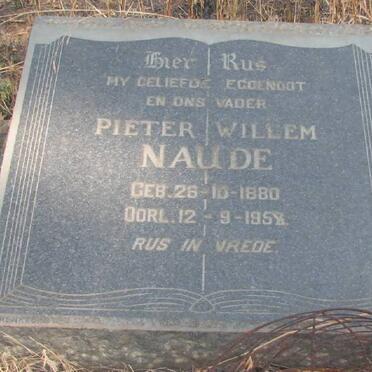 Hier Rus
MY GELIEFDE EGGENOOT
EN ONS VADER
PIETER WILLEM
NAUDE
GEB. 26-10-1880
OORL. 12-9-195
RUS IN VREDE.